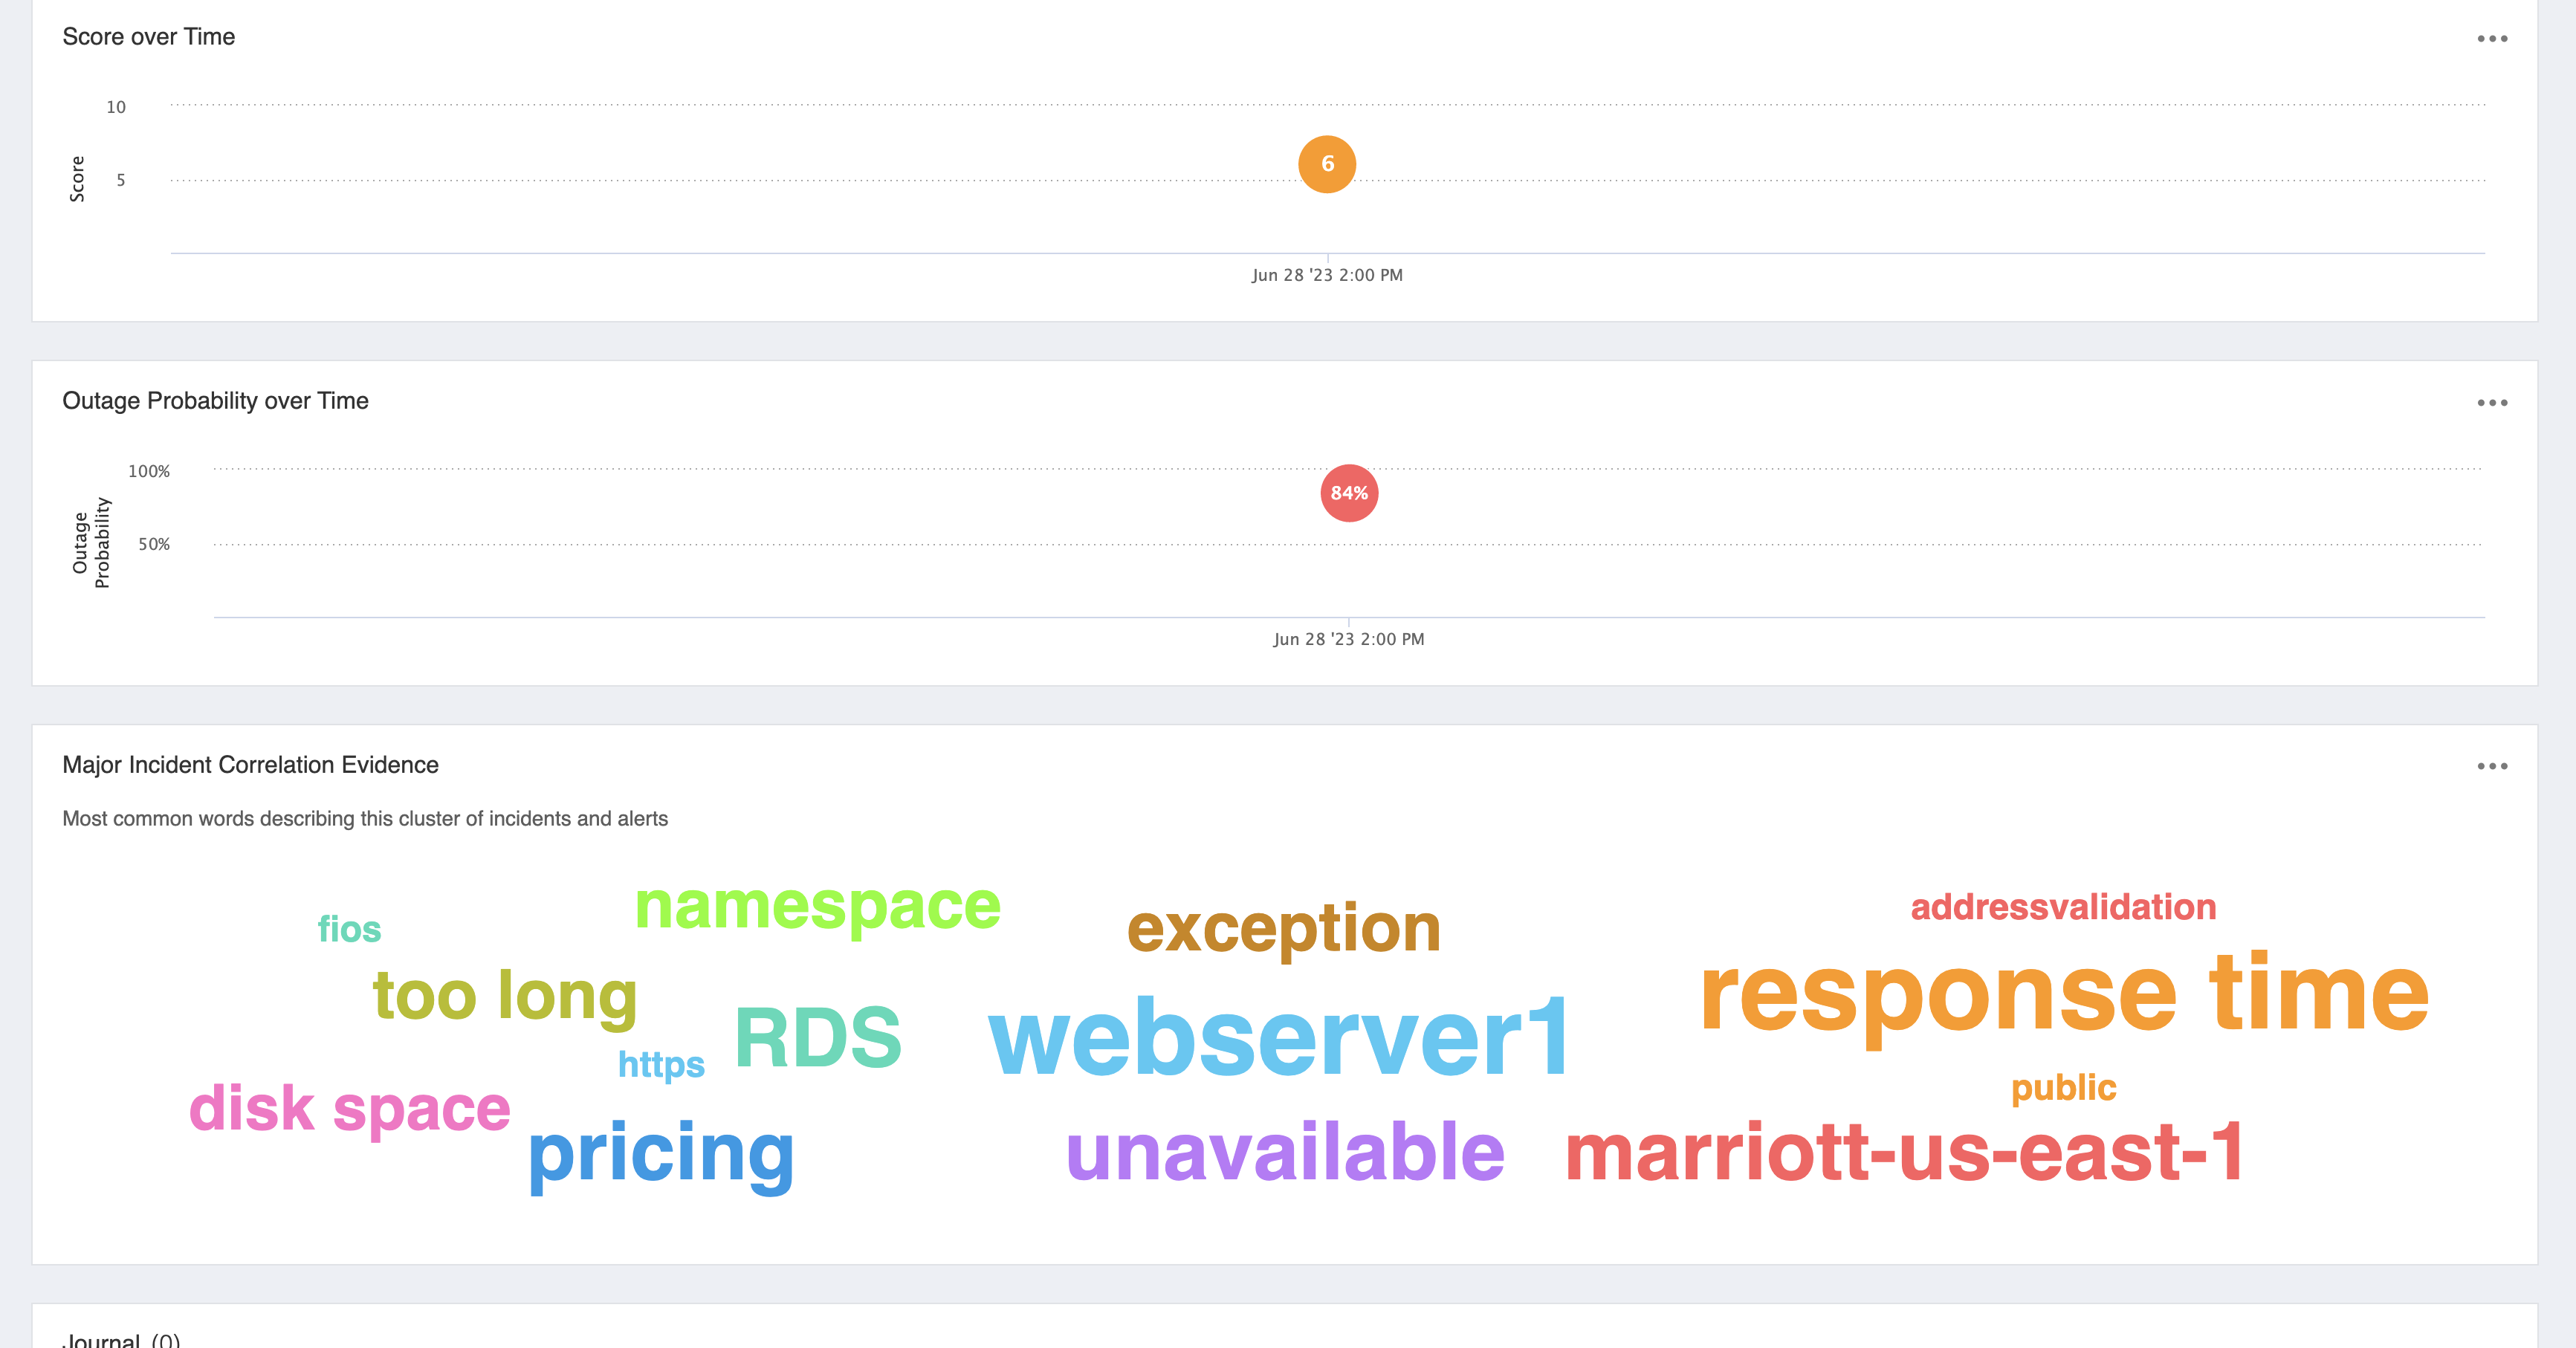 Score over Time
10
Score
5
6
Jun 28 '23 2:00 PM
Outage Probability over Time
100%
Outage
Probability
50%
84%
Jun 28 '23 2:00 PM
Major Incident Correlation Evidence
Most common words describing this cluster of incidents and alerts
namespace
fios
exception
addressvalidation
too long
response time
RDS
webserver1
https
public
disk space
pricing
unavailable
marriott-us-east-1
Journal (0)